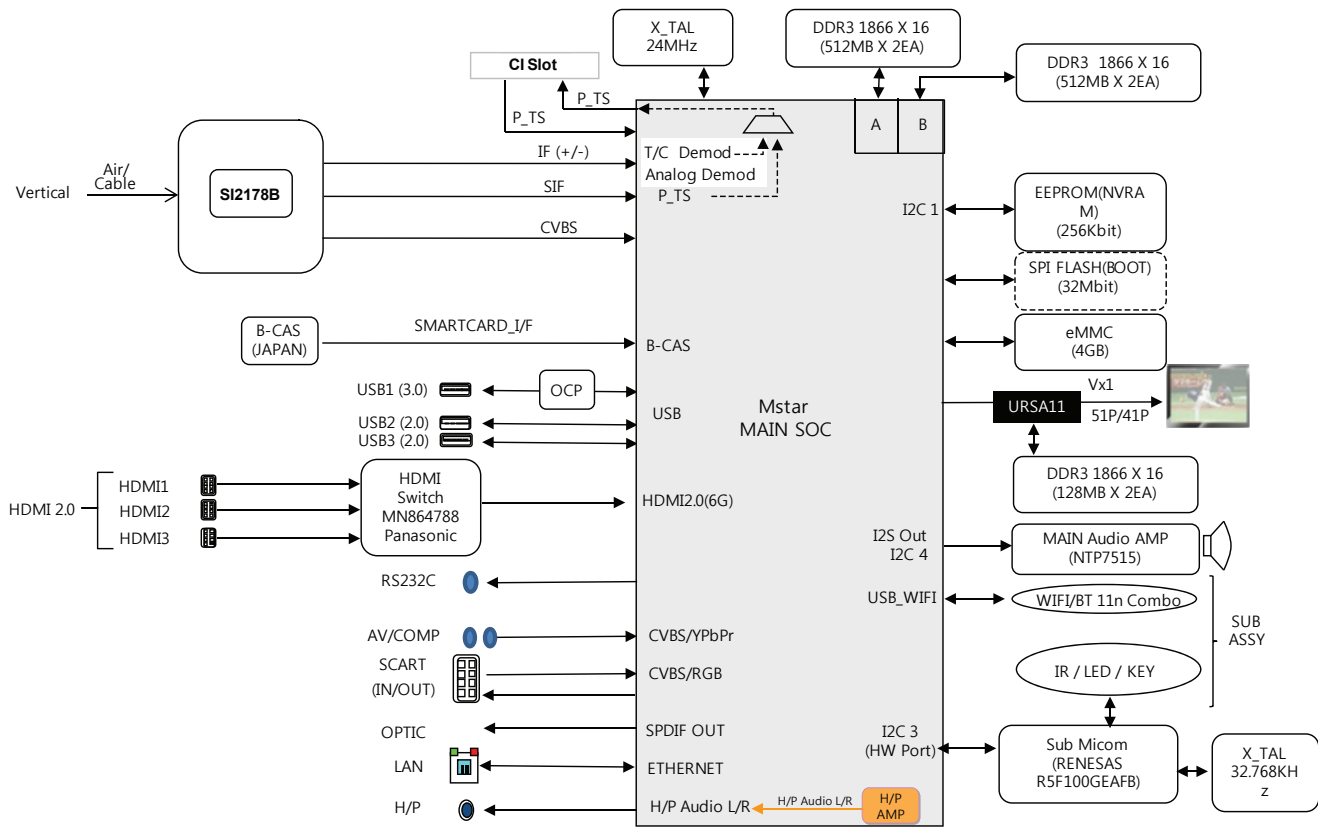 X_TAL
24MHz
DDR3 1866 X 16
(512MB X 2EA)
DDR3 1866 X 16
(512MB X 2EA)
CI Slot
P_TS
P_TS
A
B
IF (+/-)
T/C Demod
Analog Demod
P_TS
Vertical
Air/
Cable
SI2178B
SIF
CVBS
I2C 1
EEPROM(NVRA
M)
(256Kbit)
SPI FLASH(BOOT)
(32Mbit)
eMMC
(4GB)
B-CAS
(JAPAN)
SMARTCARD_I/F
B-CAS
USB1 (3.0)
OCP
USB2 (2.0)
USB3 (2.0)
USB
Mstar
MAIN SOC
URSA11
Vx1
51P/41P
DDR3 1866 X 16
(128MB X 2EA)
HDMI 2.0
HDMI1
HDMI2
HDMI3
HDMI
Switch
MN864788
Panasonic
HDMI2.0(6G)
I2S Out
I2C 4
MAIN Audio AMP
(NTP7515)
RS232C
USB_WIFI
WIFI/BT 11n Combo
SUB
ASSY
AV/COMP
CVBS/YPbPr
SCART
(IN/OUT)
CVBS/RGB
IR / LED / KEY
OPTIC
SPDIF OUT
I2C 3
(HW Port)
Sub Micom
(RENESAS
R5F100GEAFB)
X_TAL
32.768KH
z
LAN
ETHERNET
H/P
H/P Audio L/R
H/P Audio L/R
H/P
AMP